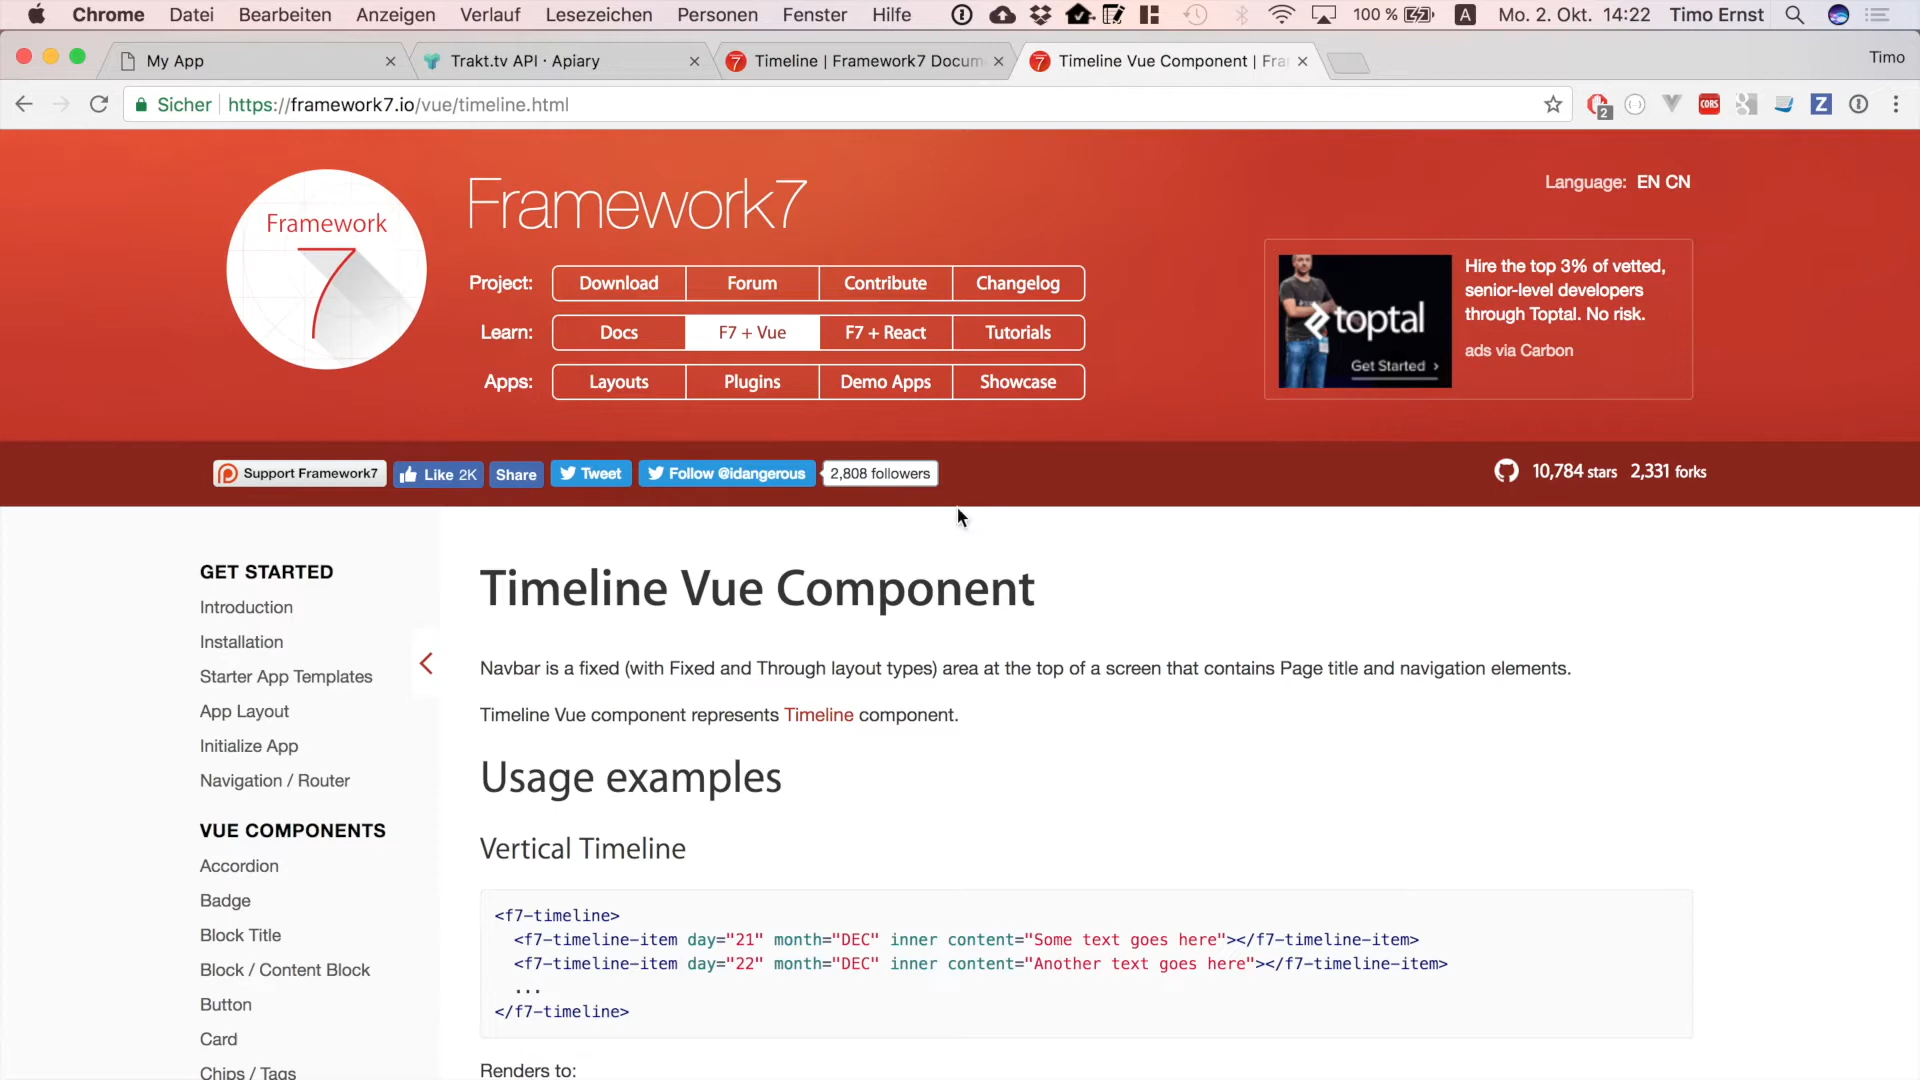 Chrome Datei Bearbeiten Anzeigen Verlauf Lesezeichen Personen Fenster Hilfe 100 % A Mo. 2. Okt. 14:22 Timo Ernst
My App Trakt.tv API · Apiary Timeline | Framework7 Docum Timeline Vue Component | Fra Timo
Sicher https://framework7.io/vue/timeline.html 2 CORS Z
Framework7
Language: EN CN
Framework
7
Project: Download Forum Contribute Changelog
Learn: Docs F7 + Vue F7 + React Tutorials
Apps: Layouts Plugins Demo Apps Showcase
toptal
Get Started
Hire the top 3% of vetted,
senior-level developers
through Toptal. No risk.
ads via Carbon
Support Framework7 Like 2K Share Tweet Follow @idangerous 2,808 followers 10,784 stars 2,331 forks
GET STARTED
Introduction
Installation
Starter App Templates
App Layout
Initialize App
Navigation / Router
VUE COMPONENTS
Accordion
Badge
Block Title
Block / Content Block
Button
Card
Chips / Tags
Timeline Vue Component
Navbar is a fixed (with Fixed and Through layout types) area at the top of a screen that contains Page title and navigation elements.
Timeline Vue component represents Timeline component.
Usage examples
Vertical Timeline
<f7-timeline>
<f7-timeline-item day="21" month="DEC" inner content="Some text goes here"></f7-timeline-item>
<f7-timeline-item day="22" month="DEC" inner content="Another text goes here"></f7-timeline-item>
...
</f7-timeline>
Renders to: